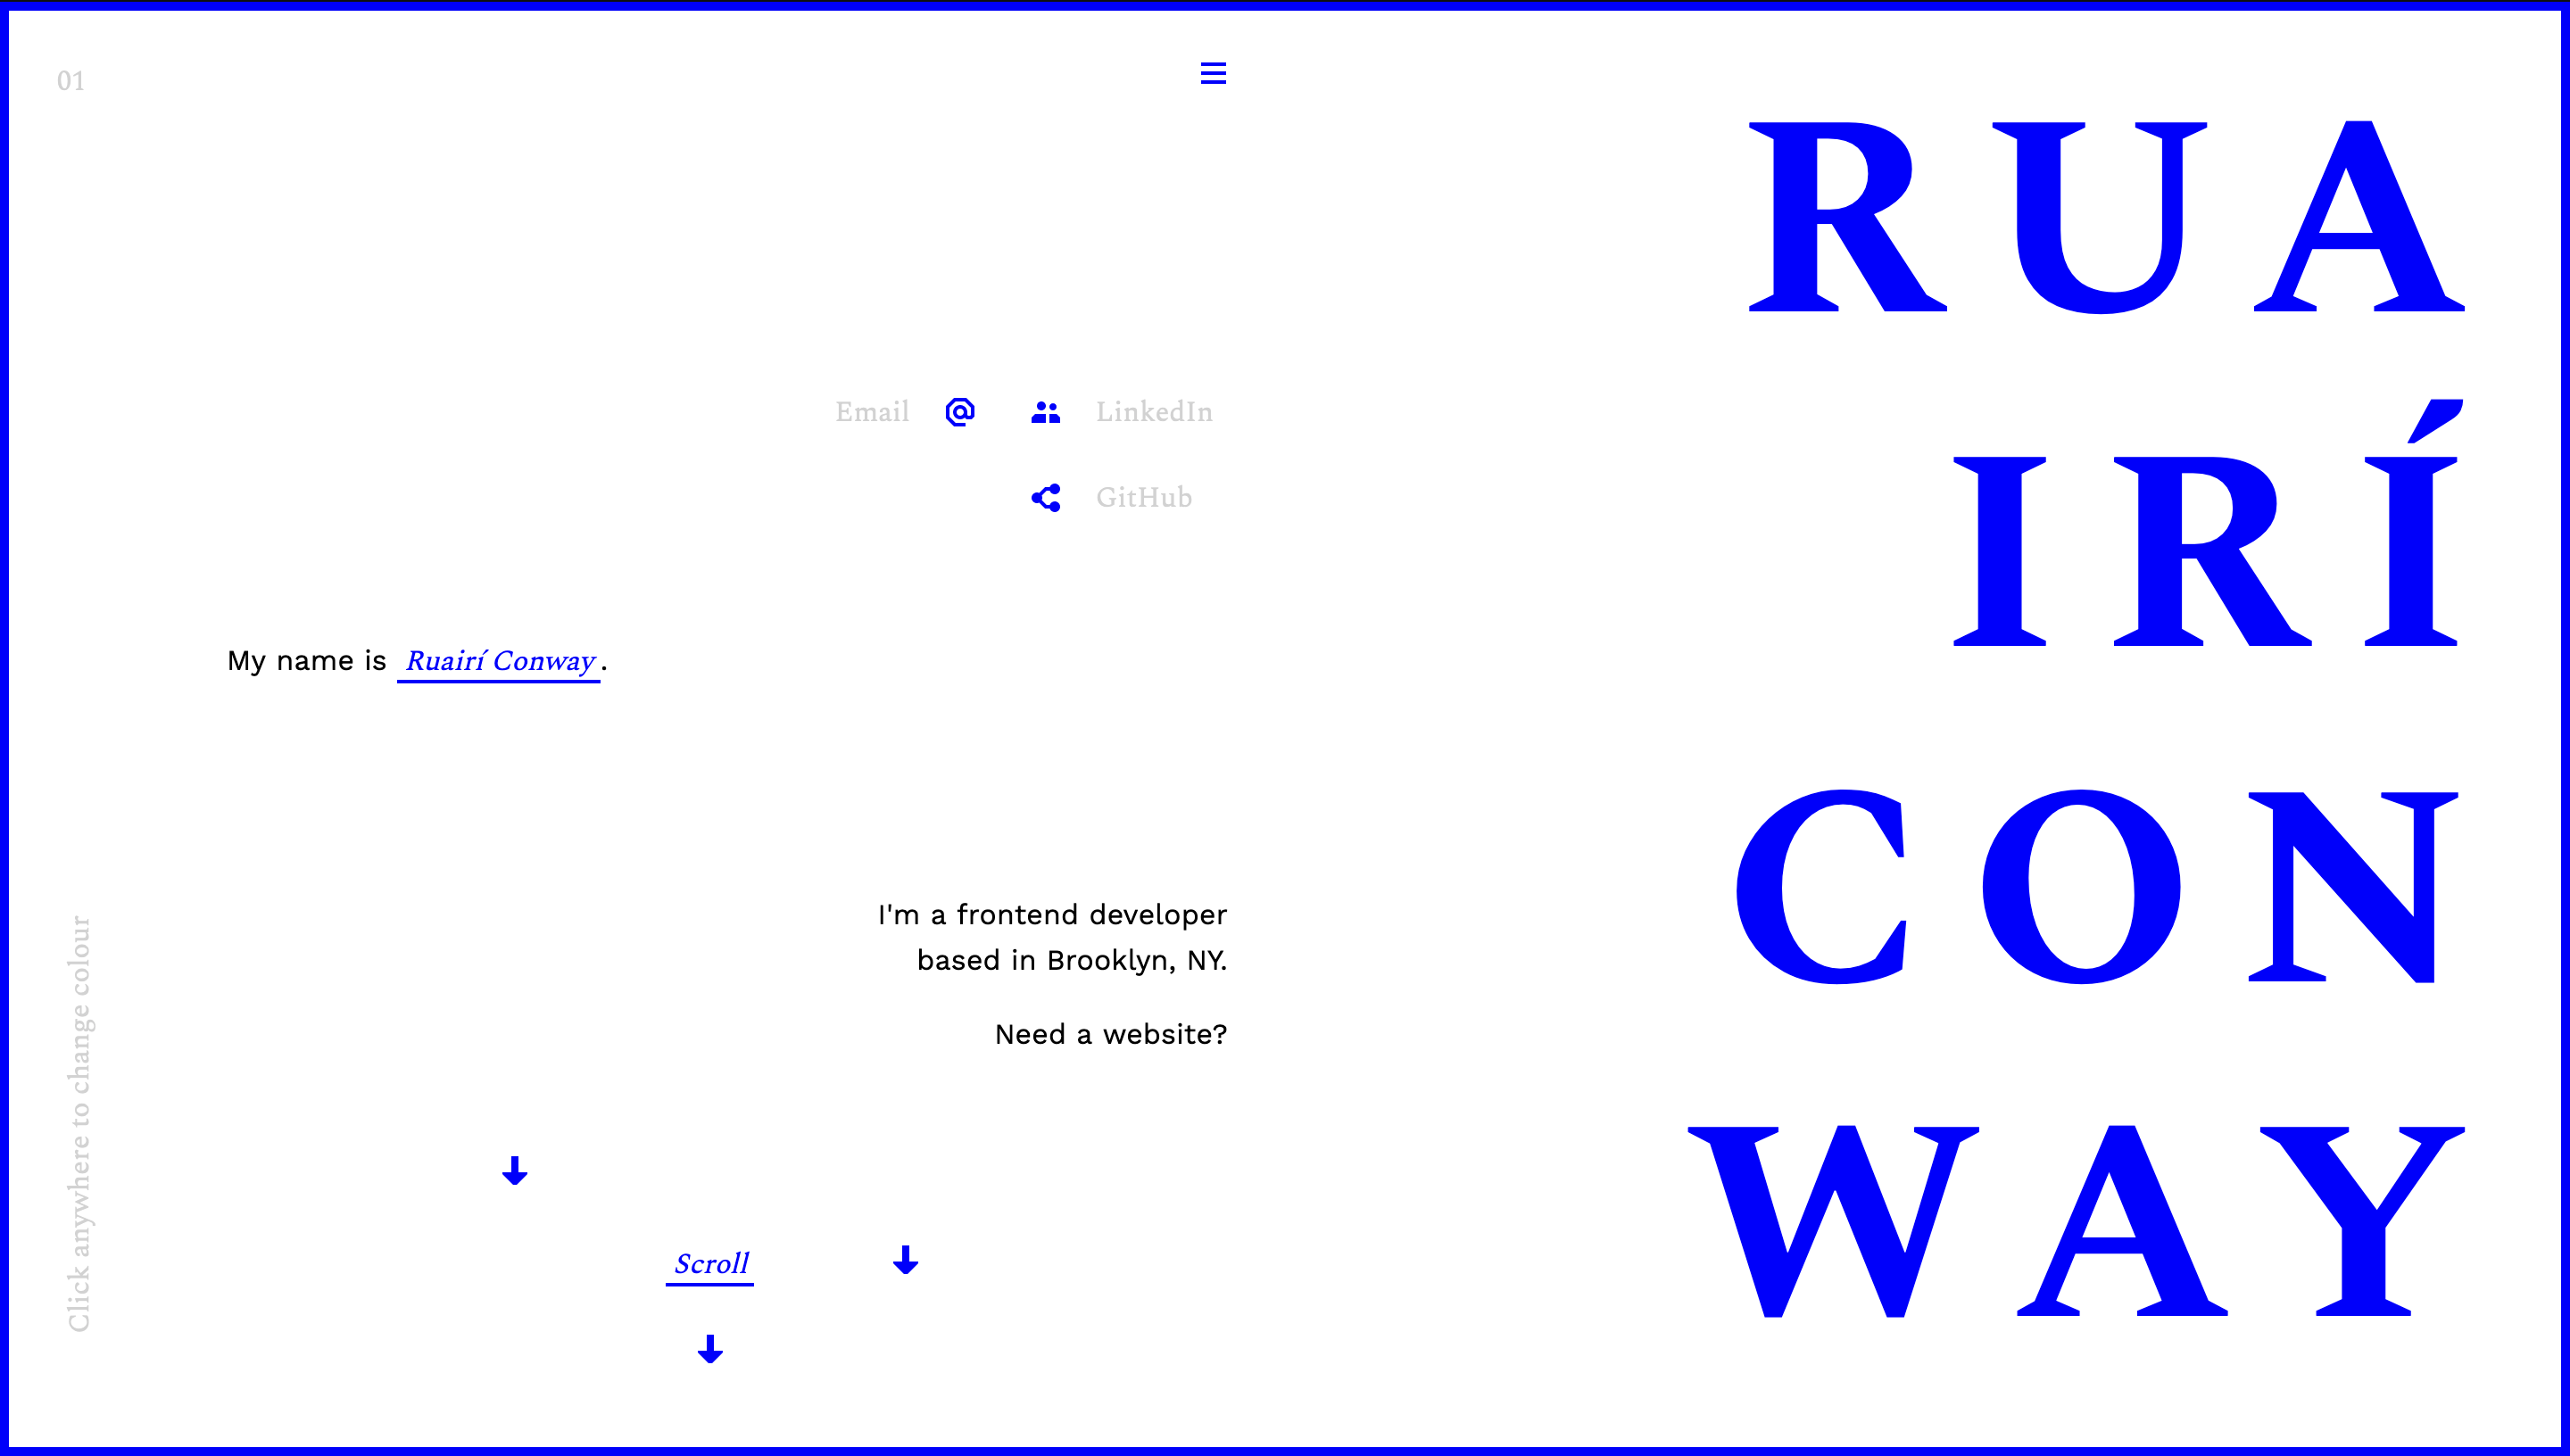 01
Email
LinkedIn
GitHub
My name is Ruairí Conway.
I'm a frontend developer
based in Brooklyn, NY.
Need a website?
Scroll
Click anywhere to change colour
RUA
IRÍ
CON
WAY